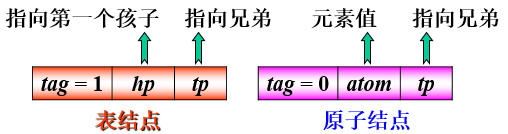 指向第一个孩子 指向兄弟 元素值 指向兄弟
tag = 1 hp tp tag = 0 atom tp
表结点 原子结点